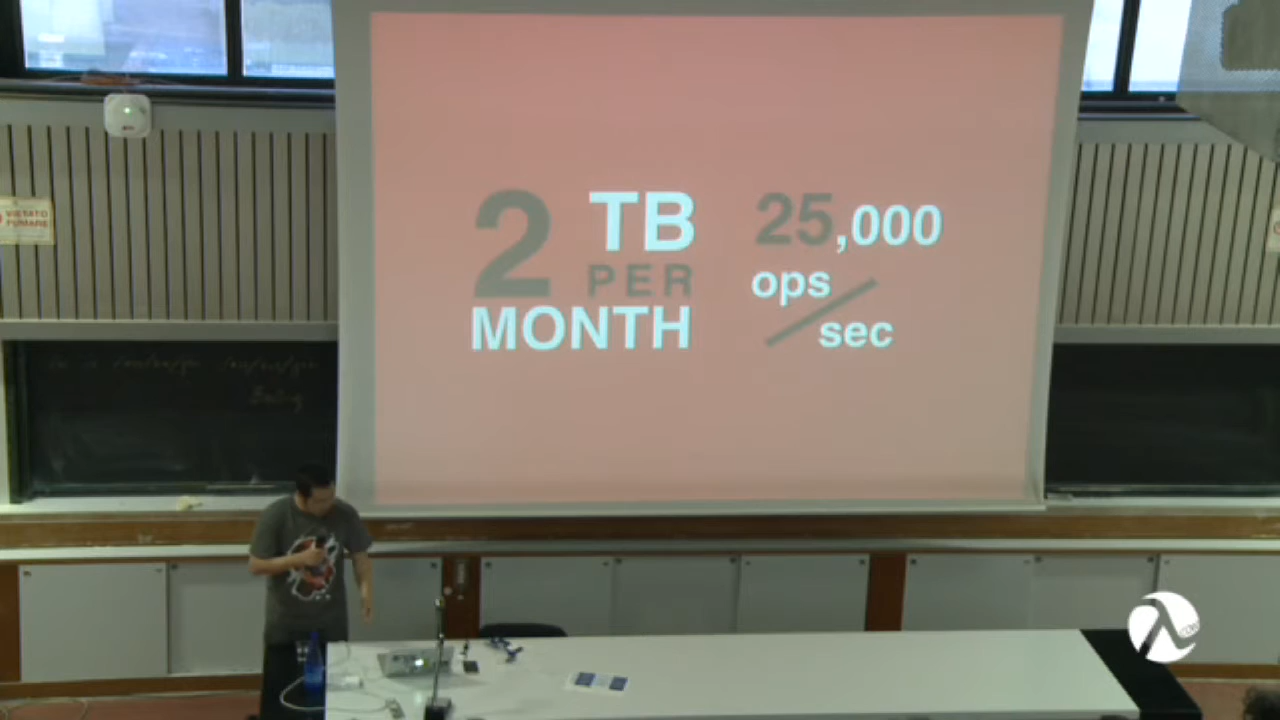 2 TB
PER
MONTH
25,000
ops
/
sec
VIETATO
FUMARE